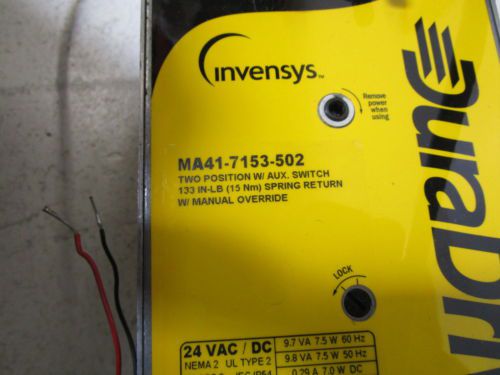 invensys™
Remove
power
when
using
MA41-7153-502
TWO POSITION W/ AUX. SWITCH
133 IN-LB (15 Nm) SPRING RETURN
W/ MANUAL OVERRIDE
LOCK
24 VAC / DC
NEMA 2 UL TYPE 2
9.7 VA 7.5 W 60 Hz
9.8 VA 7.5 W 50 Hz
0.29 A 7.0 W DC
DuraDri